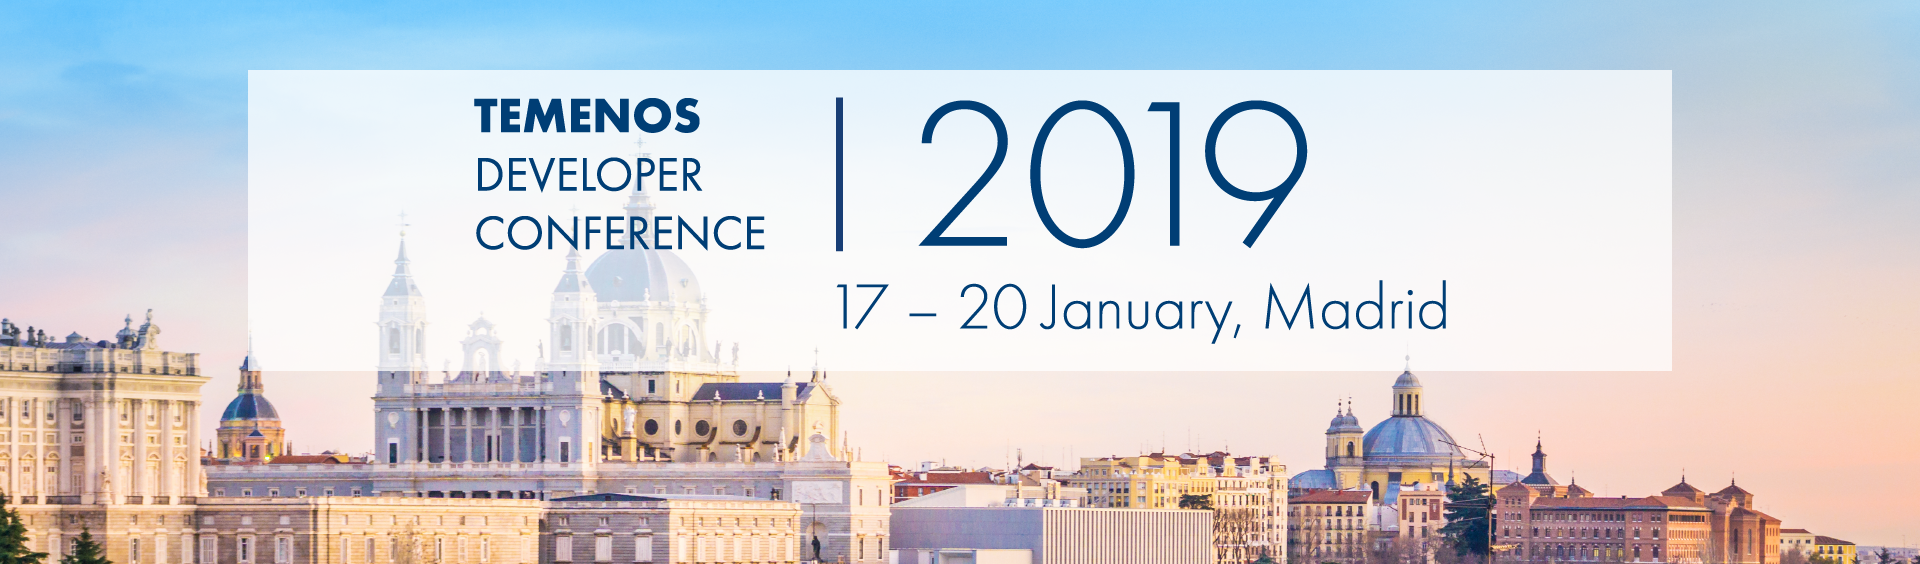 TEMENOS
DEVELOPER
CONFERENCE
2019
17 – 20 January, Madrid